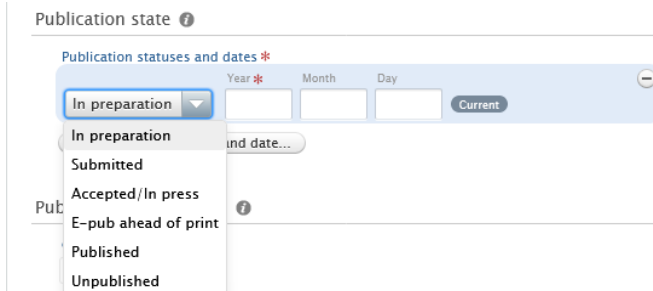 Publication state
Publication statuses and dates *
Year * Month Day
In preparation
Current
In preparation
and date...
Submitted
Accepted/In press
Pub
E-pub ahead of print
Published
Unpublished